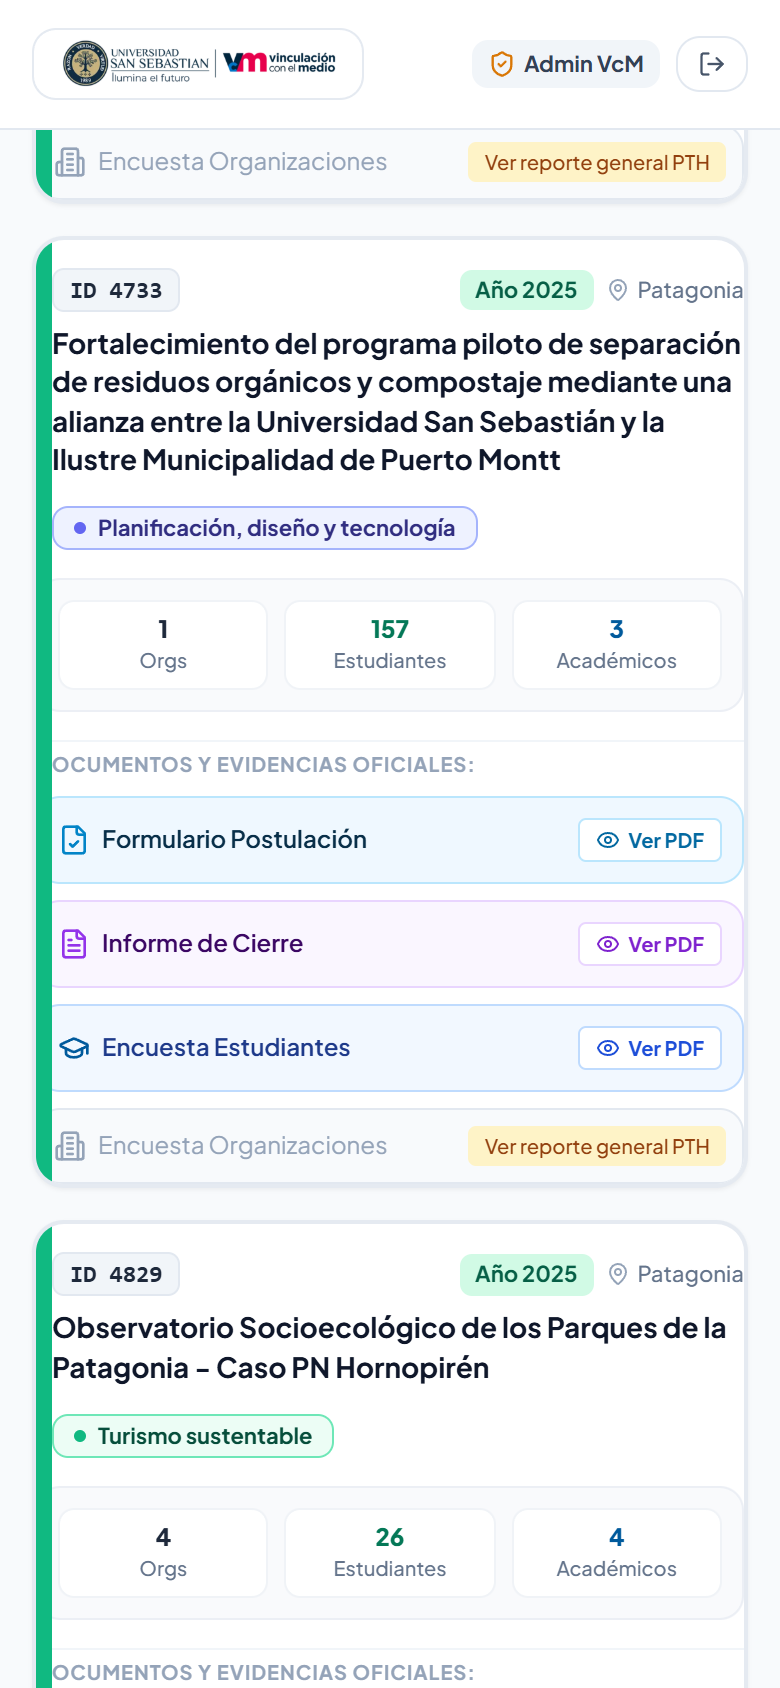 UNIVERSIDAD
SAN SEBASTIAN
Ilumina el futuro
vm vinculación
con el medio
Admin VcM
Encuesta Organizaciones
Ver reporte general PTH
ID 4733
Año 2025
Patagonia
Fortalecimiento del programa piloto de separación
de residuos orgánicos y compostaje mediante una
alianza entre la Universidad San Sebastián y la
Ilustre Municipalidad de Puerto Montt
Planificación, diseño y tecnología
1
Orgs
157
Estudiantes
3
Académicos
OCUMENTOS Y EVIDENCIAS OFICIALES:
Formulario Postulación
Ver PDF
Informe de Cierre
Ver PDF
Encuesta Estudiantes
Ver PDF
Encuesta Organizaciones
Ver reporte general PTH
ID 4829
Año 2025
Patagonia
Observatorio Socioecológico de los Parques de la
Patagonia – Caso PN Hornopirén
Turismo sustentable
4
Orgs
26
Estudiantes
4
Académicos
OCUMENTOS Y EVIDENCIAS OFICIALES: